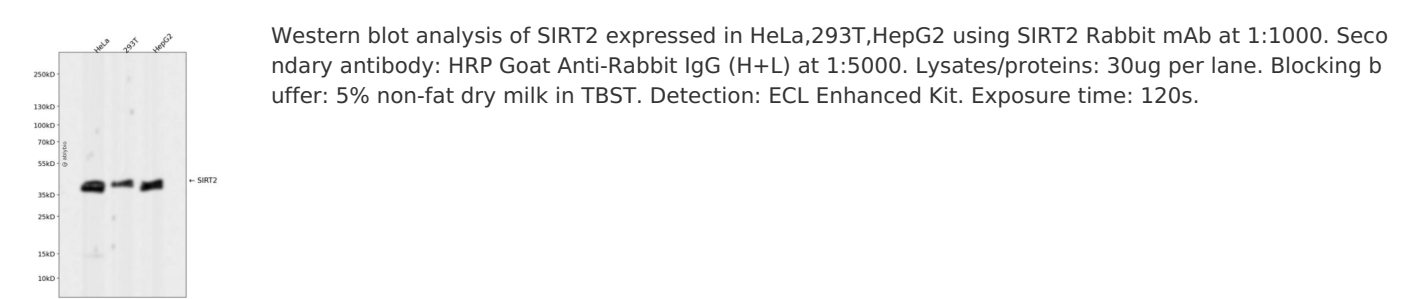 HeLa 293T HepG2
250kD
130kD
100kD
70kD
55kD
← SIRT2
35kD
25kD
15kD
10kD
Western blot analysis of SIRT2 expressed in HeLa,293T,HepG2 using SIRT2 Rabbit mAb at 1:1000. Seco
ndary antibody: HRP Goat Anti-Rabbit IgG (H+L) at 1:5000. Lysates/proteins: 30ug per lane. Blocking b
uffer: 5% non-fat dry milk in TBST. Detection: ECL Enhanced Kit. Exposure time: 120s.